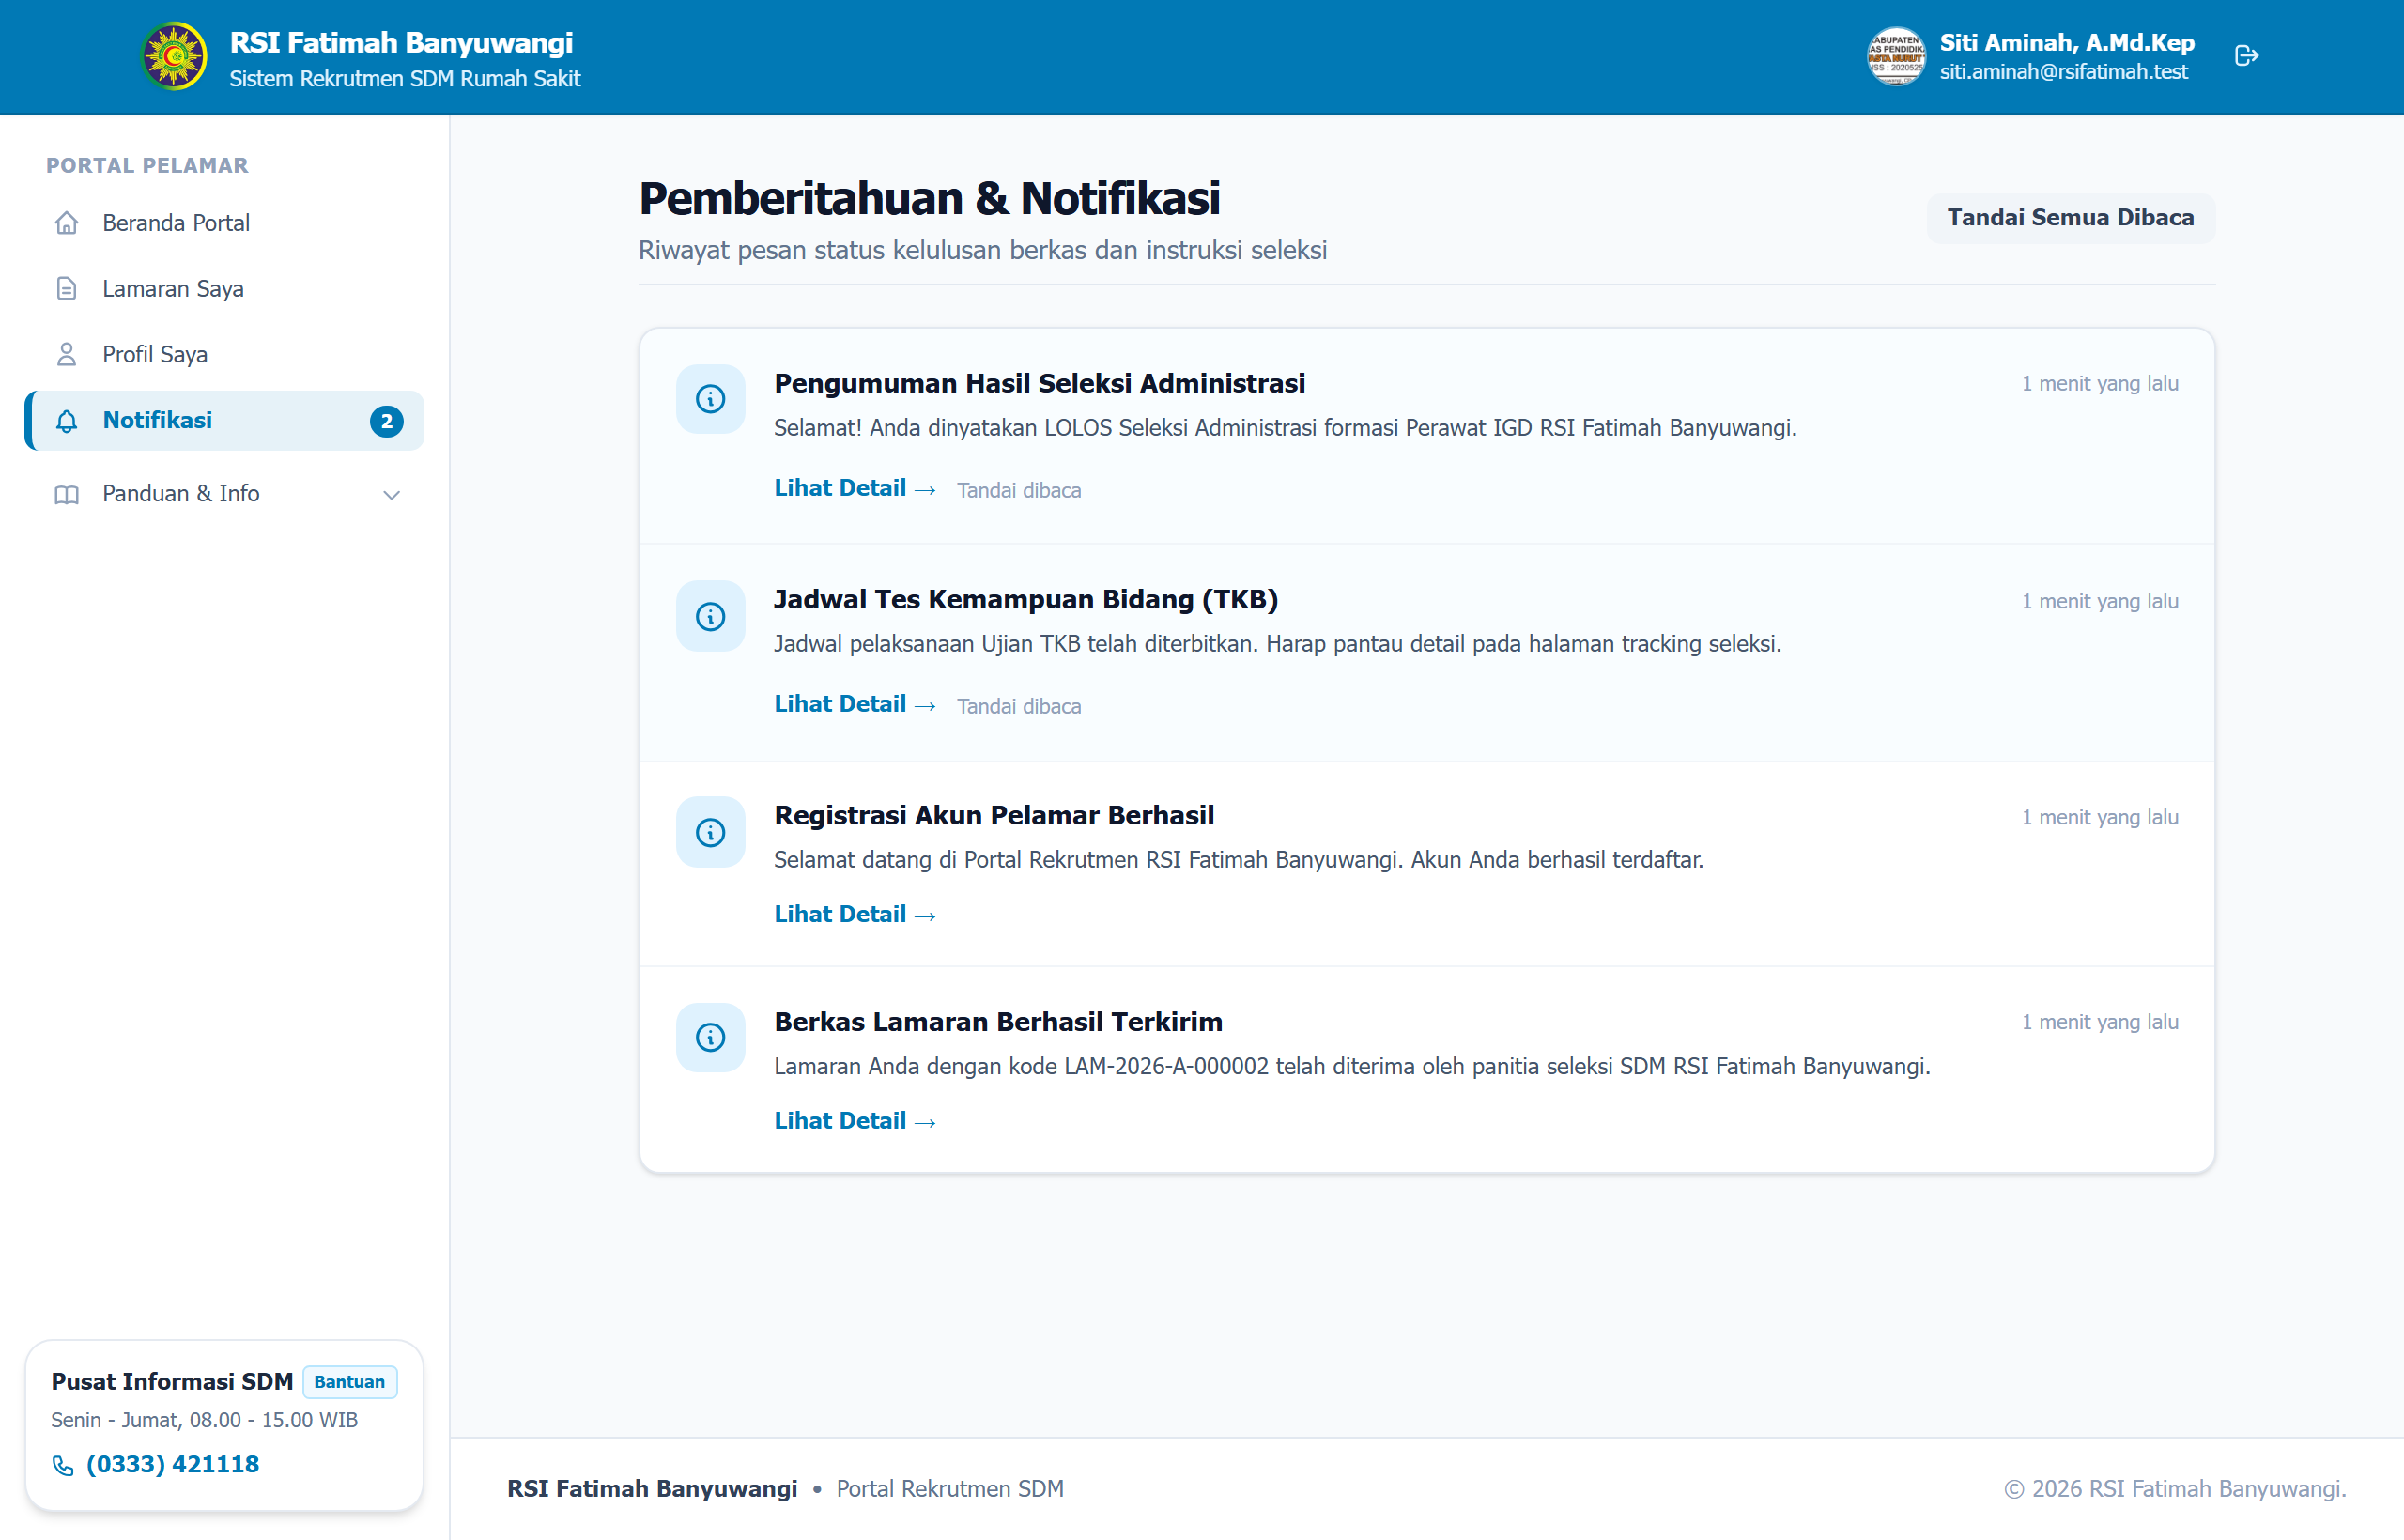 RSI Fatimah Banyuwangi
Sistem Rekrutmen SDM Rumah Sakit
Siti Aminah, A.Md.Kep
siti.aminah@rsifatimah.test
PORTAL PELAMAR
Beranda Portal
Lamaran Saya
Profil Saya
Notifikasi 2
Panduan & Info
Pusat Informasi SDM Bantuan
Senin - Jumat, 08.00 - 15.00 WIB
(0333) 421118
Pemberitahuan & Notifikasi
Riwayat pesan status kelulusan berkas dan instruksi seleksi
Tandai Semua Dibaca
Pengumuman Hasil Seleksi Administrasi 1 menit yang lalu
Selamat! Anda dinyatakan LOLOS Seleksi Administrasi formasi Perawat IGD RSI Fatimah Banyuwangi.
Lihat Detail → Tandai dibaca
Jadwal Tes Kemampuan Bidang (TKB) 1 menit yang lalu
Jadwal pelaksanaan Ujian TKB telah diterbitkan. Harap pantau detail pada halaman tracking seleksi.
Lihat Detail → Tandai dibaca
Registrasi Akun Pelamar Berhasil 1 menit yang lalu
Selamat datang di Portal Rekrutmen RSI Fatimah Banyuwangi. Akun Anda berhasil terdaftar.
Lihat Detail →
Berkas Lamaran Berhasil Terkirim 1 menit yang lalu
Lamaran Anda dengan kode LAM-2026-A-000002 telah diterima oleh panitia seleksi SDM RSI Fatimah Banyuwangi.
Lihat Detail →
RSI Fatimah Banyuwangi • Portal Rekrutmen SDM
© 2026 RSI Fatimah Banyuwangi.